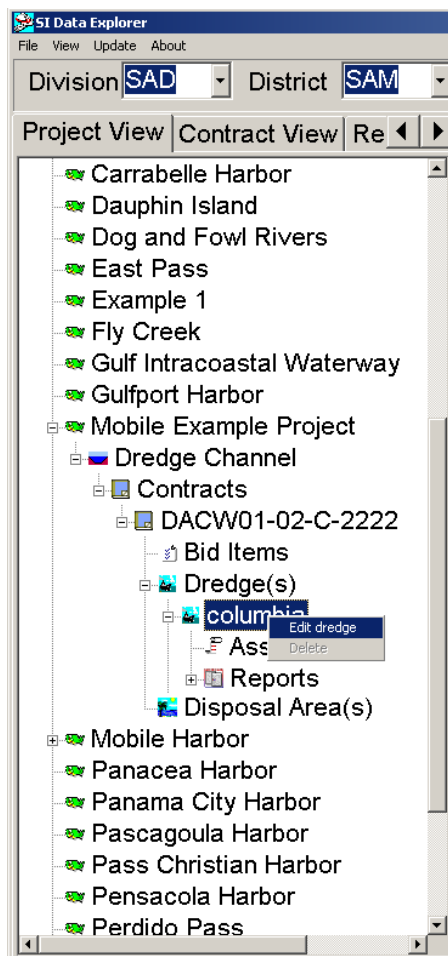 SI Data Explorer
File View Update About
Division SAD District SAM
Project View Contract View Re
Carrabelle Harbor
Dauphin Island
Dog and Fowl Rivers
East Pass
Example 1
Fly Creek
Gulf Intracoastal Waterway
Gulfport Harbor
Mobile Example Project
Dredge Channel
Contracts
DACW01-02-C-2222
Bid Items
Dredge(s)
columbia
Edit dredge
Ass
Delete
Reports
Disposal Area(s)
Mobile Harbor
Panacea Harbor
Panama City Harbor
Pascagoula Harbor
Pass Christian Harbor
Pensacola Harbor
Perdido Pass